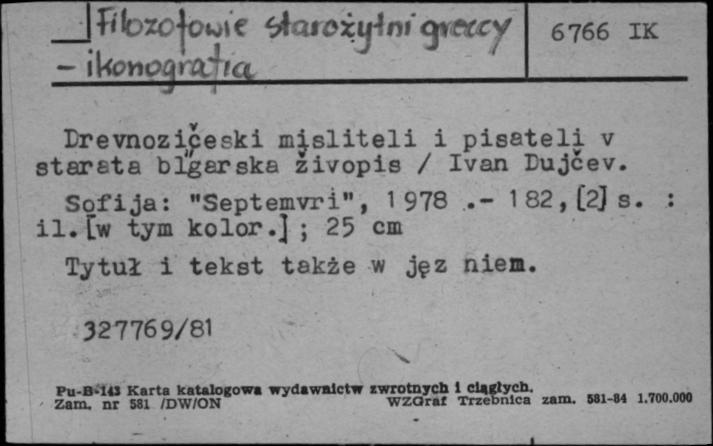 Filozofowie starożytni greccy
6766 IK
- ikonografia
Drevnozičeski misliteli i pisateli v
starata bl"garska živopis / Ivan Dujčev.
Sofija: "Septemvri", 1978 .- 182,[2] s. :
il.[w tym kolor.] ; 25 cm
Tytuł i tekst także w jęz niem.
327769/81
Pu-B-143 Karta katalogowa wydawnictw zwrotnych i ciągłych.
Zam. nr 581 /DW/ON WZGraf Trzebnica zam. 581-84 1.700.000